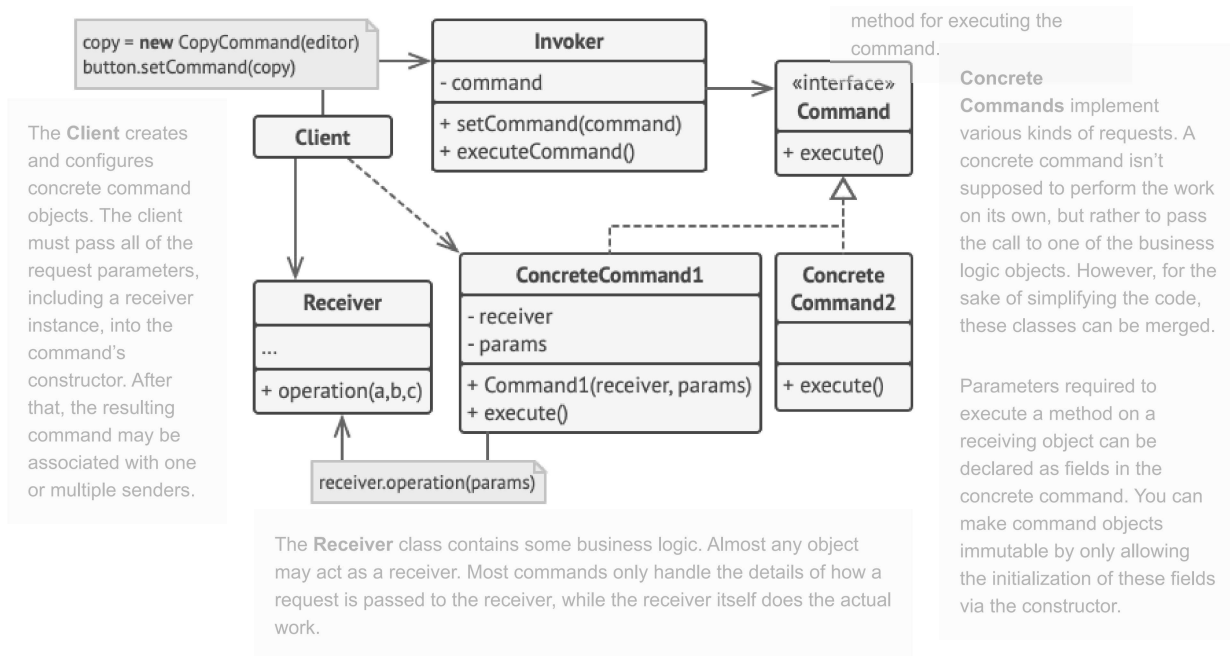 copy = new CopyCommand(editor)
button.setCommand(copy)
Invoker
- command
+ setCommand(command)
+ executeCommand()
method for executing the
command.
«interface»
Command
+ execute()
Client
The Client creates
and configures
concrete command
objects. The client
must pass all of the
request parameters,
including a receiver
instance, into the
command's
constructor. After
that, the resulting
command may be
associated with one
or multiple senders.
Receiver
...
+ operation(a,b,c)
ConcreteCommand1
- receiver
- params
+ Command1(receiver, params)
+ execute()
Concrete
Command2
+ execute()
receiver.operation(params)
Concrete
Commands implement
various kinds of requests. A
concrete command isn't
supposed to perform the work
on its own, but rather to pass
the call to one of the business
logic objects. However, for the
sake of simplifying the code,
these classes can be merged.
Parameters required to
execute a method on a
receiving object can be
declared as fields in the
concrete command. You can
make command objects
immutable by only allowing
the initialization of these fields
via the constructor.
The Receiver class contains some business logic. Almost any object
may act as a receiver. Most commands only handle the details of how a
request is passed to the receiver, while the receiver itself does the actual
work.